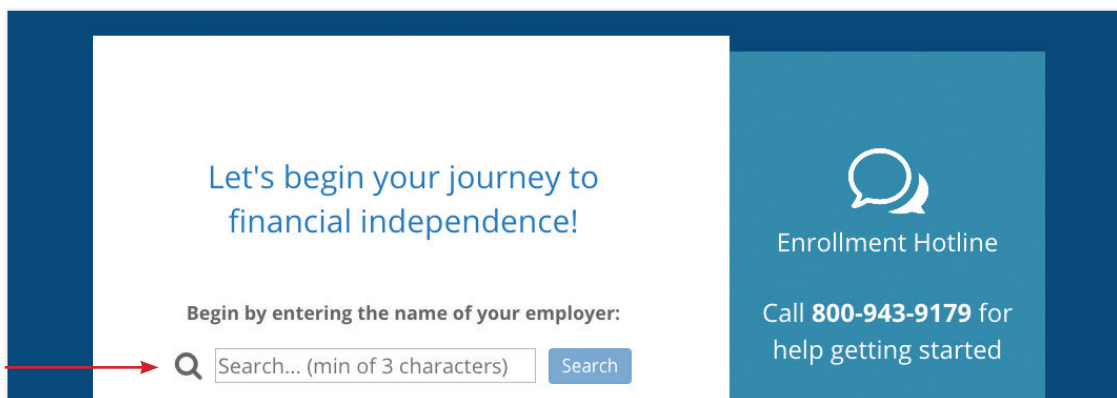 Let's begin your journey to
financial independence!
Begin by entering the name of your employer:
Search... (min of 3 characters)
Search
Enrollment Hotline
Call 800-943-9179 for
help getting started